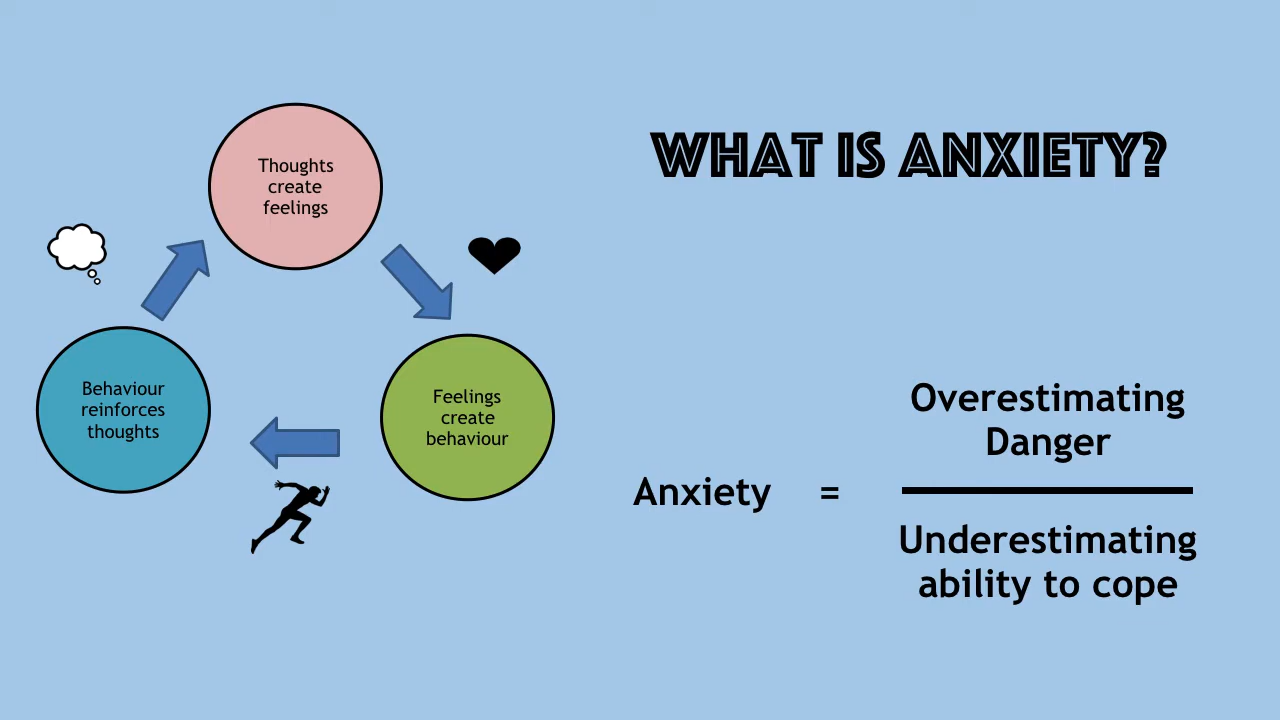 WHAT IS ANXIETY?
Thoughts
create
feelings
Feelings
create
behaviour
Behaviour
reinforces
thoughts
Overestimating
Danger
Anxiety =
Underestimating
ability to cope